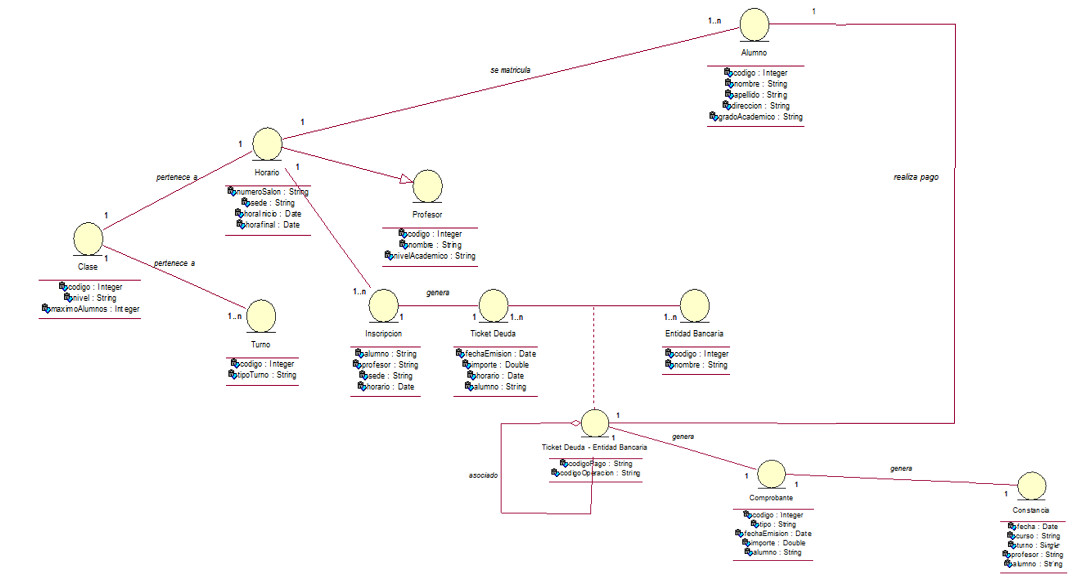 1..n
1
Alumno
codigo : Integer
nombre : String
apellido : String
direccion : String
gradoAcademico : String
se matricula
realiza pago
1
1
1
Horario
numeroSalon : String
sede : String
horaInicio : Date
horafinal : Date
pertenece a
Profesor
codigo : Integer
nombre : String
nivelAcademico : String
1
1
Clase
codigo : Integer
nivel : String
maximoAlumnos : Integer
pertenece a
1..n
Turno
codigo : Integer
tipoTurno : String
1..n
genera
1
1
1..n
1..n
Inscripcion
alumno : String
profesor : String
sede : String
horario : Date
Ticket Deuda
fechaEmision : Date
importe : Double
horario : Date
alumno : String
Entidad Bancaria
codigo : Integer
nombre : String
1
1
Ticket Deuda - Entidad Bancaria
codigoPago : String
codigoOperacion : String
asociado
genera
1
1
Comprobante
codigo : Integer
tipo : String
fechaEmision : Date
importe : Double
alumno : String
genera
1
Constancia
fecha : Date
curso : String
turno : Single
profesor : String
alumno : String